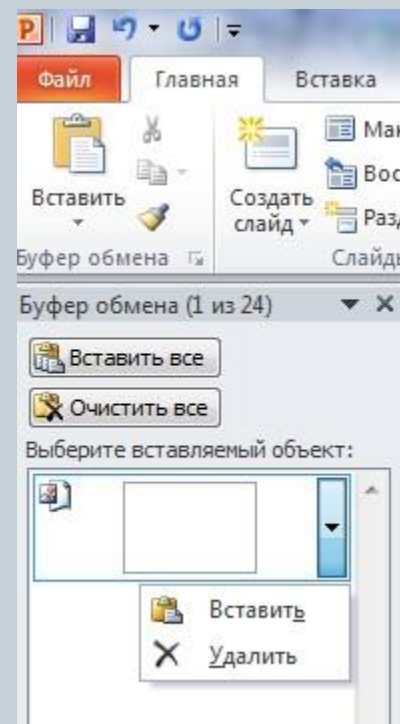 P
Файл Главная Вставка
Вставить
Создать слайд
Буфер обмена
Буфер обмена (1 из 24)
Вставить все
Очистить все
Выберите вставляемый объект:
Вставить
Удалить